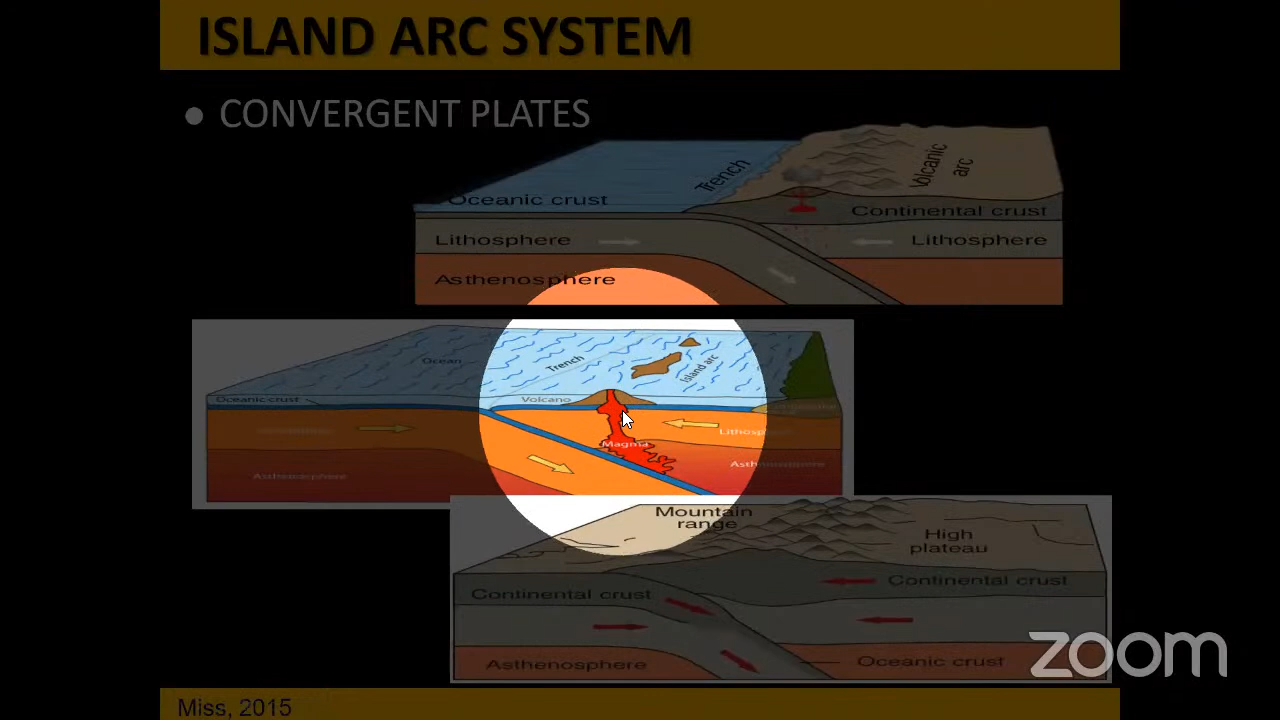 ISLAND ARC SYSTEM
● CONVERGENT PLATES
Trench
Volcanic
arc
Oceanic crust
Continental crust
Lithosphere
Lithosphere
Asthenosphere
Ocean
Trench
Island arc
Oceanic crust
Volcano
Magma
Asthenosphere
Mountain
range
High
plateau
Continental crust
Continental crust
Asthenosphere
Oceanic crust
zoom
Miss, 2015